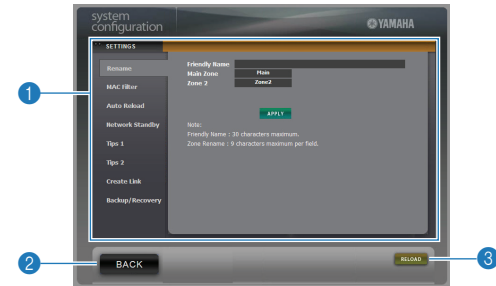 system
configuration
YAMAHA
SETTINGS
Rename
MAC Filter
Auto Reload
Network Standby
Tips 1
Tips 2
Create Link
Backup/Recovery
Friendly Name
Main Zone Main
Zone 2 Zone2
APPLY
Note:
Friendly Name : 30 characters maximum.
Zone Rename : 9 characters maximum per field.
BACK
RELOAD
1
2
3